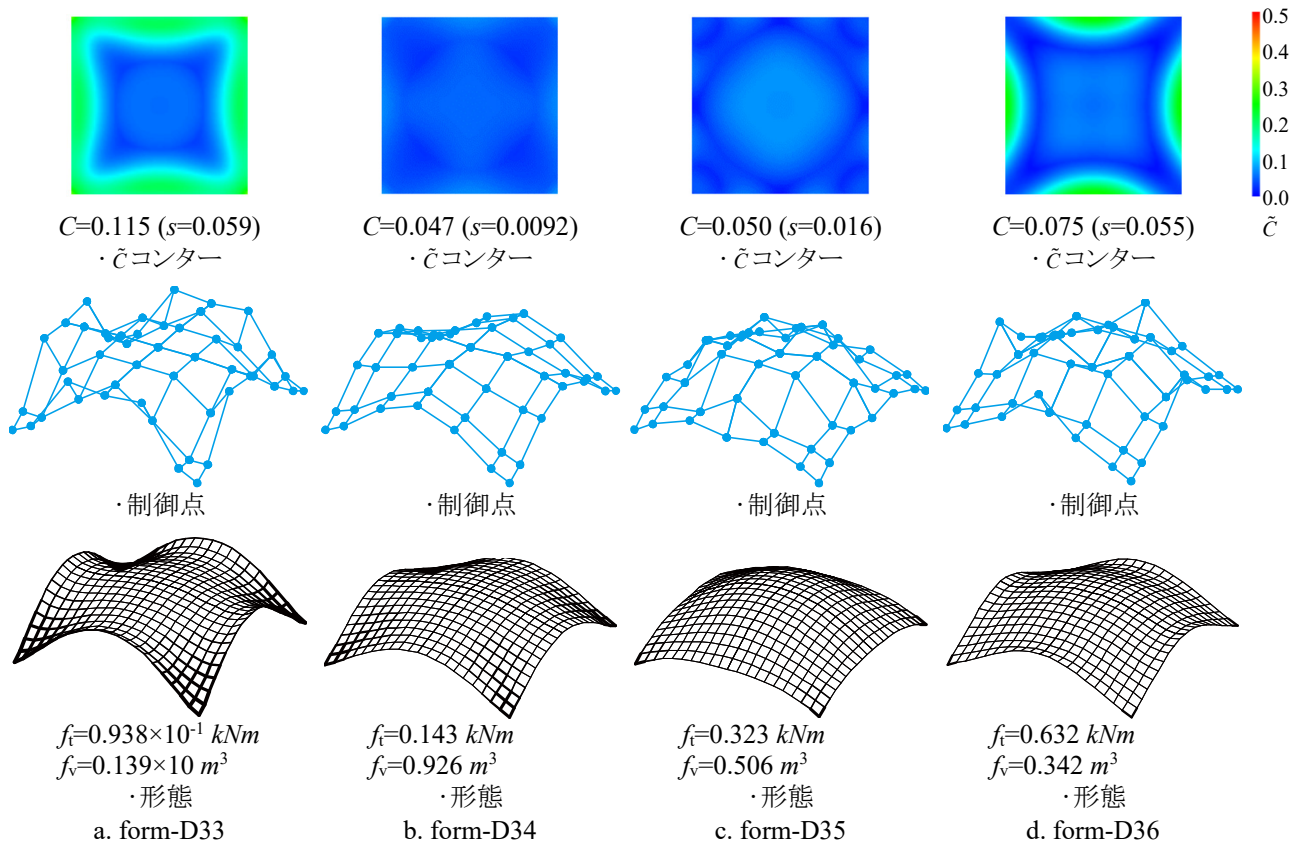 0.5
0.4
0.3
0.2
0.1
0.0
C̃
C=0.115 (s=0.059)
・C̃コンター
C=0.047 (s=0.0092)
・C̃コンター
C=0.050 (s=0.016)
・C̃コンター
C=0.075 (s=0.055)
・C̃コンター
・制御点
・制御点
・制御点
・制御点
fₜ=0.938×10⁻¹ kNm
fᵥ=0.139×10 m³
・形態
a. form-D33
fₜ=0.143 kNm
fᵥ=0.926 m³
・形態
b. form-D34
fₜ=0.323 kNm
fᵥ=0.506 m³
・形態
c. form-D35
fₜ=0.632 kNm
fᵥ=0.342 m³
・形態
d. form-D36